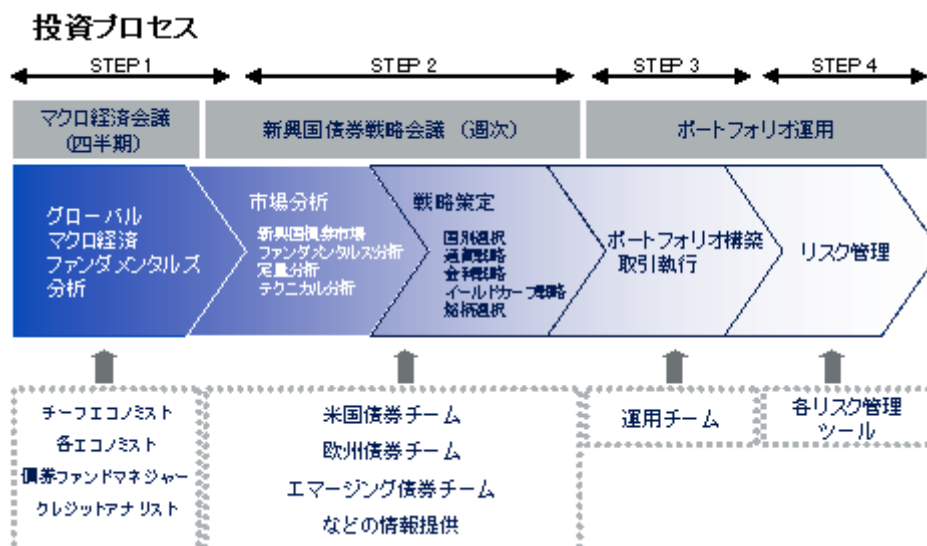 投資プロセス
STEP 1
STEP 2
STEP 3
STEP 4
マクロ経済会議
(四半期)
新興国債券戦略会議（週次）
ポートフォリオ運用
グローバル
マクロ経済
ファンダメンタルズ
分析
市場分析
新興国債券市場
ファンダメンタルズ分析
定量分析
テクニカル分析
戦略策定
国別選択
通貨戦略
金利戦略
イールドカーブ戦略
銘柄選択
ポートフォリオ構築
取引執行
リスク管理
チーフエコノミスト
各エコノミスト
債券ファンドマネジャー
クレジットアナリスト
米国債券チーム
欧州債券チーム
エマージング債券チーム
などの情報提供
運用チーム
各リスク管理
ツール